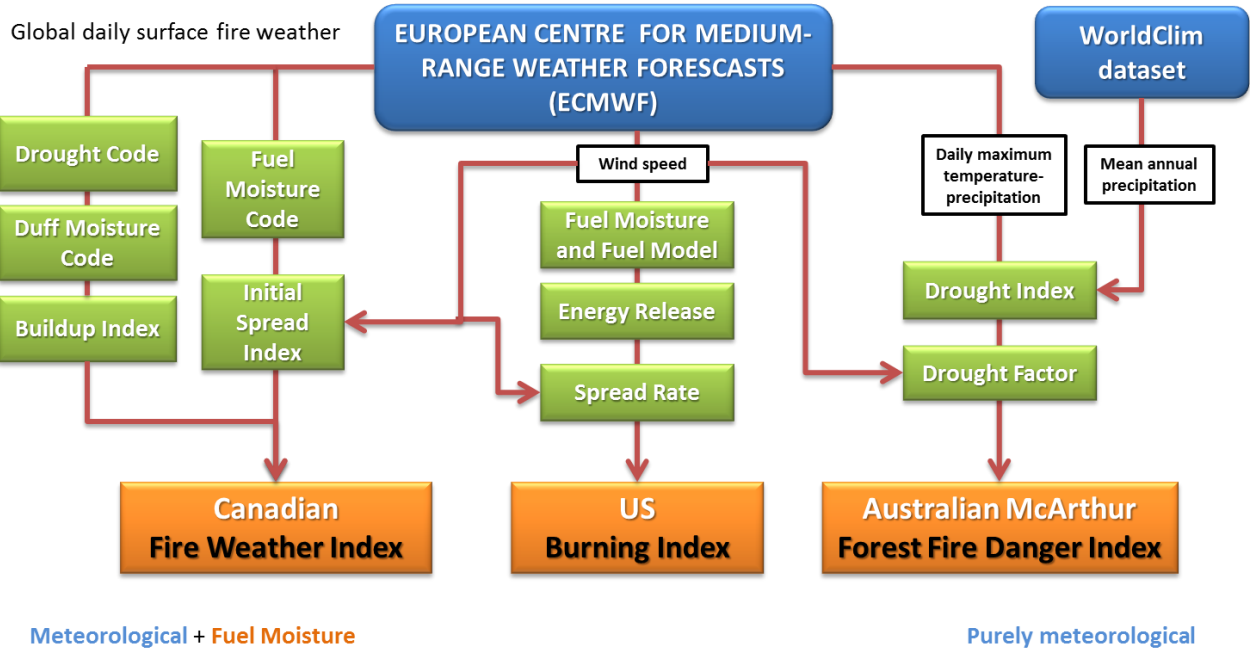 Global daily surface fire weather
EUROPEAN CENTRE FOR MEDIUM-
RANGE WEATHER FORESCASTS
(ECMWF)
WorldClim
dataset
Drought Code
Duff Moisture
Code
Buildup Index
Fuel
Moisture
Code
Initial
Spread
Index
Wind speed
Fuel Moisture
and Fuel Model
Energy Release
Spread Rate
Daily maximum
temperature-
precipitation
Mean annual
precipitation
Drought Index
Drought Factor
Canadian
Fire Weather Index
US
Burning Index
Australian McArthur
Forest Fire Danger Index
Meteorological + Fuel Moisture
Purely meteorological